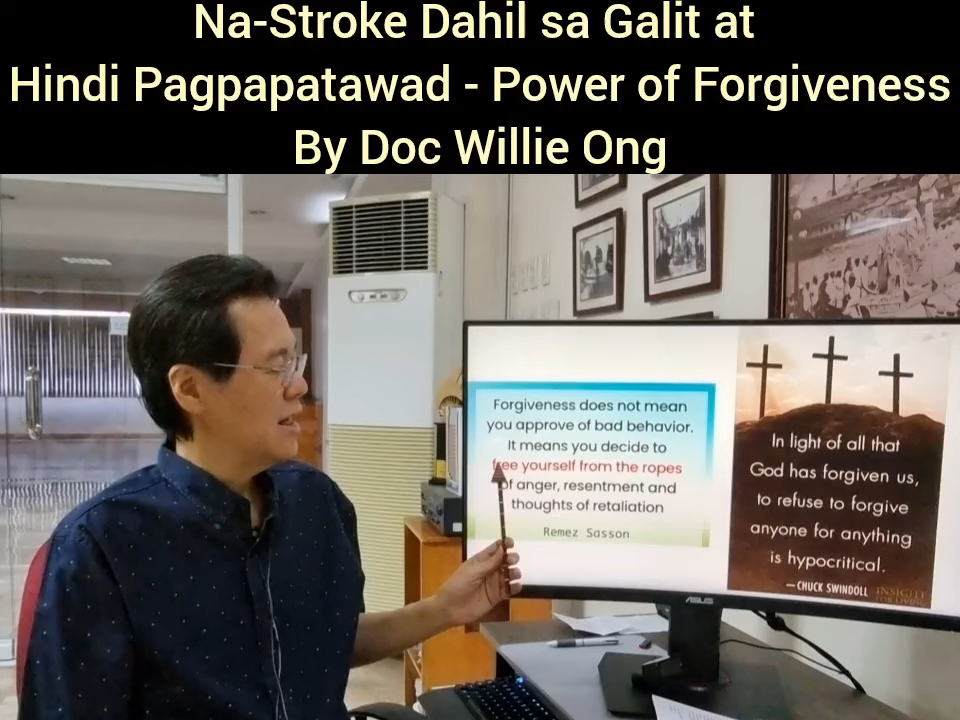 Na-Stroke Dahil sa Galit at
Hindi Pagpapatawad - Power of Forgiveness
By Doc Willie Ong
Forgiveness does not mean
you approve of bad behavior.
It means you decide to
free yourself from the ropes
of anger, resentment and
thoughts of retaliation
Remez Sasson
In light of all that
God has forgiven us,
to refuse to forgive
anyone for anything
is hypocritical.
—CHUCK SWINDOLL
INSIGHT
FOR LIVING
ASUS